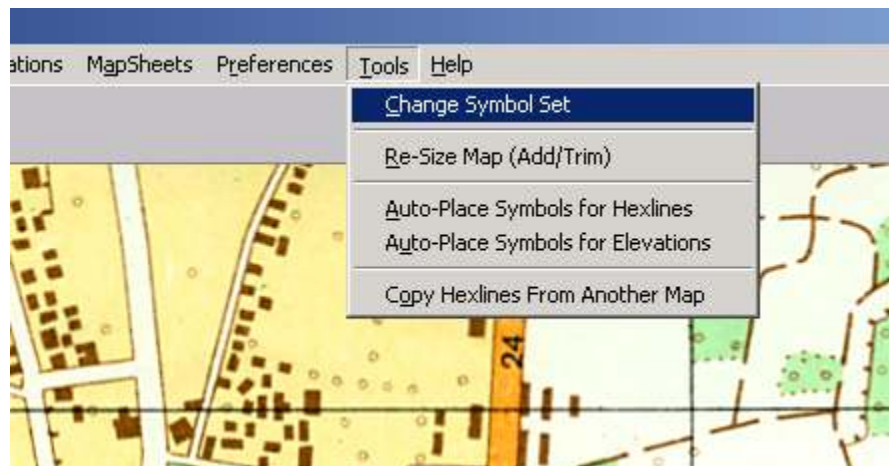 ations MapSheets Preferences Tools Help
Change Symbol Set
Re-Size Map (Add/Trim)
Auto-Place Symbols for Hexlines
Auto-Place Symbols for Elevations
Copy Hexlines From Another Map
24